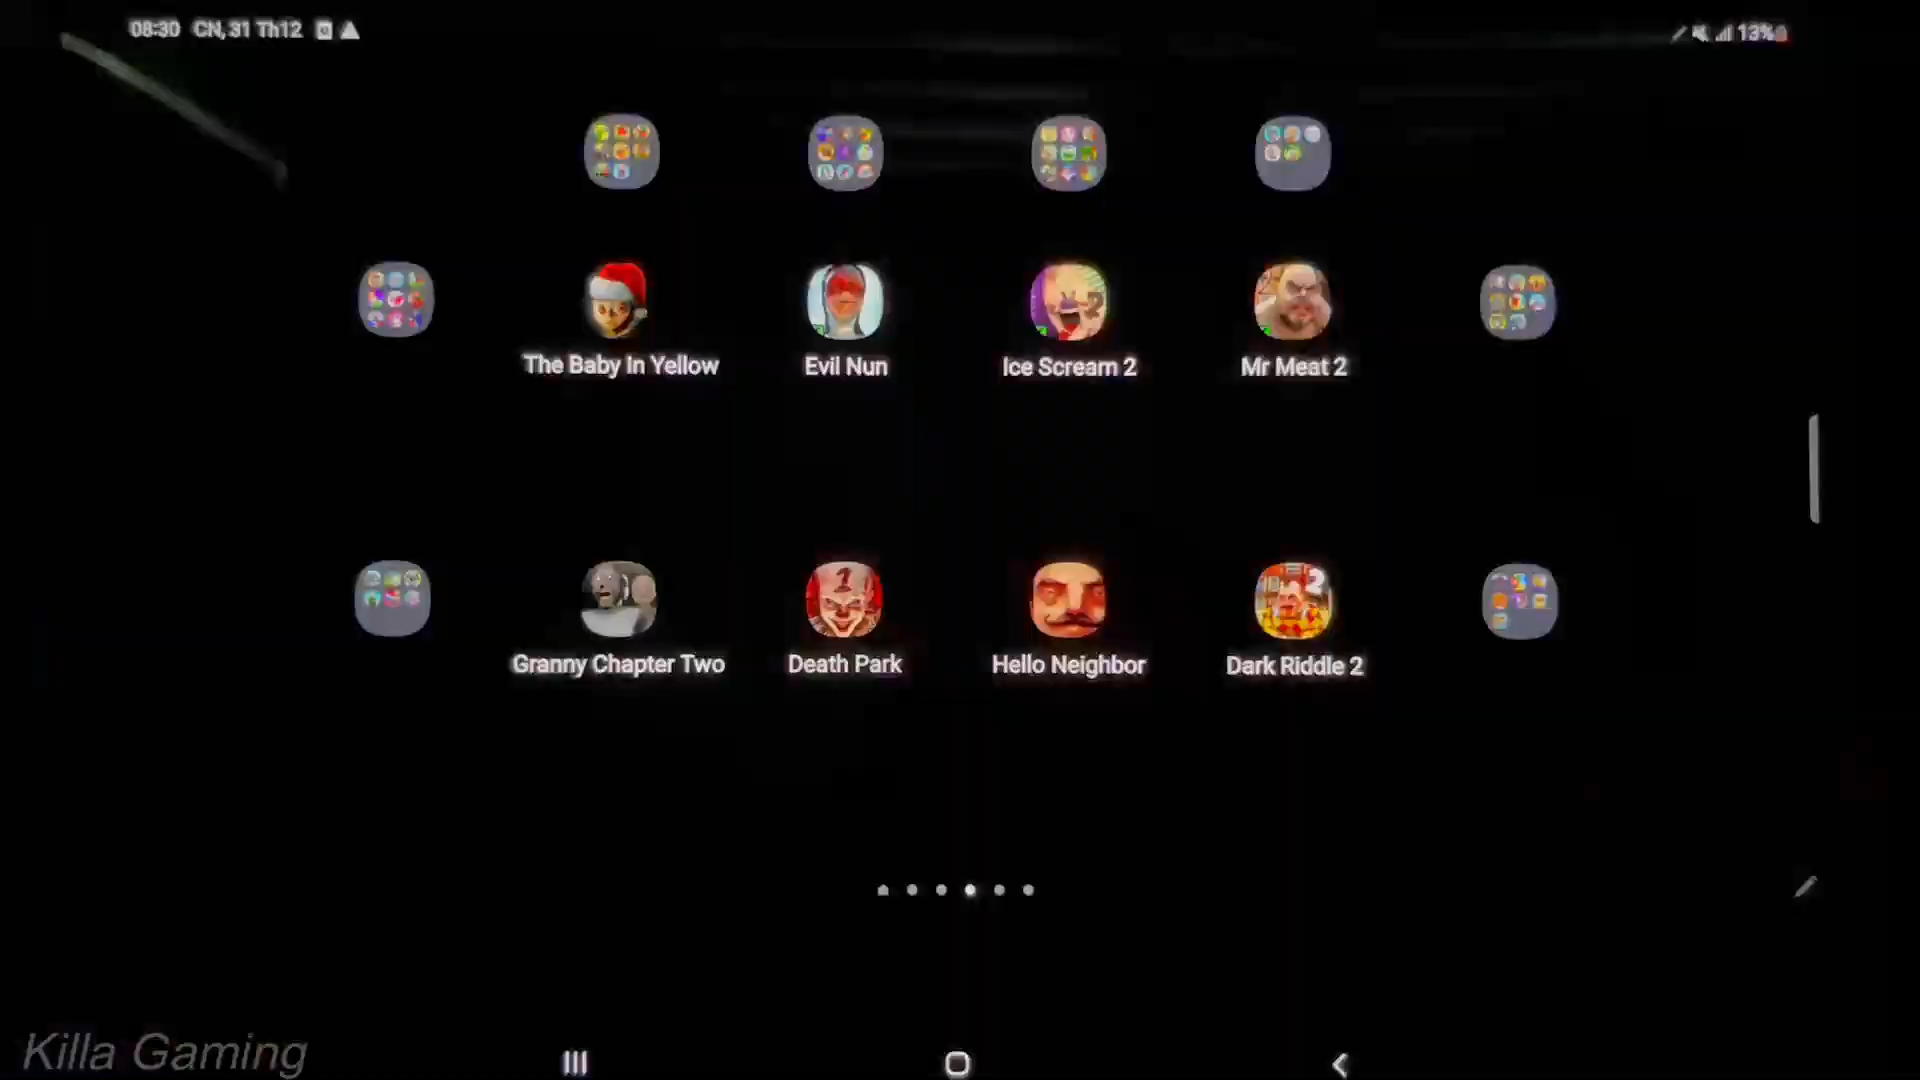 08:30 CN, 31 Th12
13%
The Baby In Yellow
Evil Nun
Ice Scream 2
Mr Meat 2
Granny Chapter Two
Death Park
Hello Neighbor
Dark Riddle 2
Killa Gaming